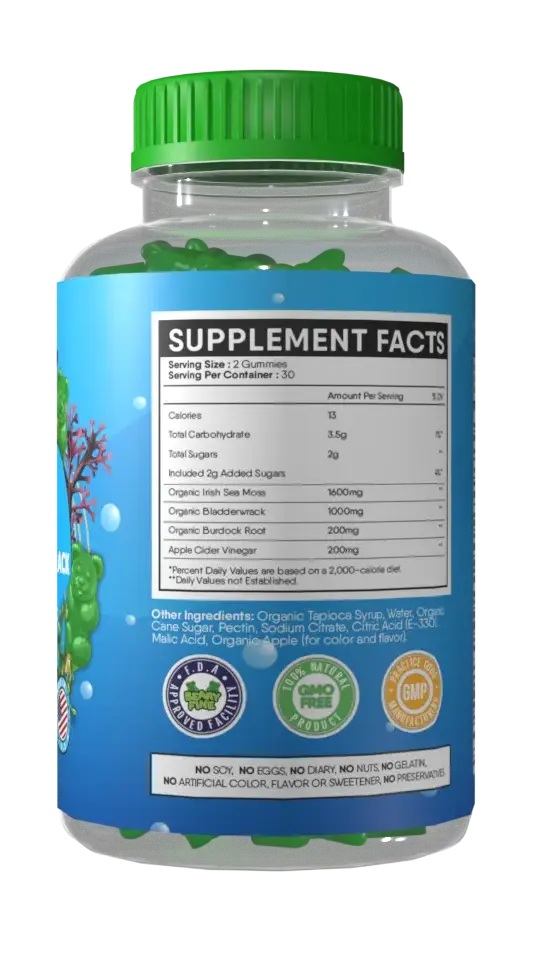 SUPPLEMENT FACTS
Serving Size : 2 Gummies
Serving Per Container : 30
Amount Per Serving
Calories 13
Total Carbohydrate 3.5g
Total Sugars 2g **
Included 2g Added Sugars
Organic Irish Sea Moss 1600mg **
Organic Bladderwrack 1000mg **
Organic Burdock Root 200mg **
Apple Cider Vinegar 200mg **
*Percent Daily Values are based on a 2,000-calorie diet.
**Daily Values not Established.
Other Ingredients: Organic Tapioca Syrup, Water, Organic
Cane Sugar, Pectin, Sodium Citrate, Citric Acid (E-330),
Malic Acid, Organic Apple (for color and flavor).
F.D.A
BEARY
FINE
APPROVED FACILITY
100% NATURAL
GMO
FREE
PRODUCT
PRACTICE GOOD
GMP
MANUFACTURING
NO SOY, NO EGGS, NO DIARY, NO NUTS, NO GELATIN,
NO ARTIFICIAL COLOR, FLAVOR OR SWEETENER, NO PRESERVATIVES